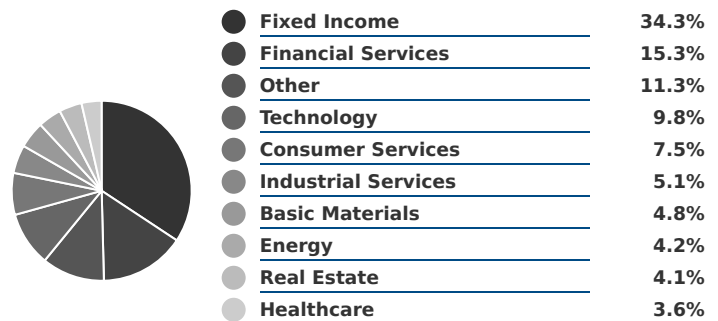 Fixed Income 34.3%
Financial Services 15.3%
Other 11.3%
Technology 9.8%
Consumer Services 7.5%
Industrial Services 5.1%
Basic Materials 4.8%
Energy 4.2%
Real Estate 4.1%
Healthcare 3.6%